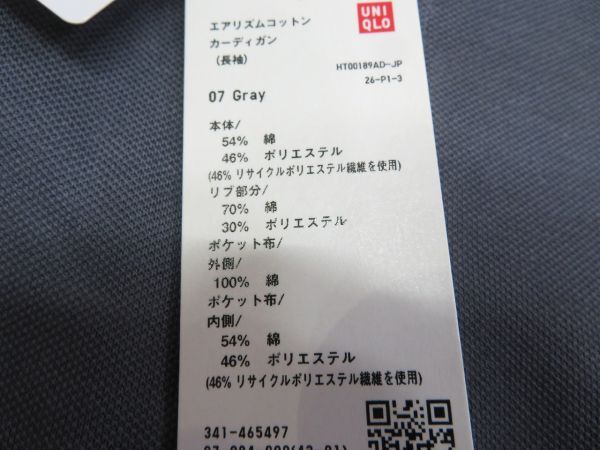 エアリズムコットン
カーディガン
(長袖)
UNI
QLO
HT00189AD-JP
26-P1-3
07 Gray
本体/
54% 綿
46% ポリエステル
(46% リサイクルポリエステル繊維を使用)
リブ部分/
70% 綿
30% ポリエステル
ポケット布/
外側/
100% 綿
ポケット布/
内側/
54% 綿
46% ポリエステル
(46% リサイクルポリエステル繊維を使用)
341-465497